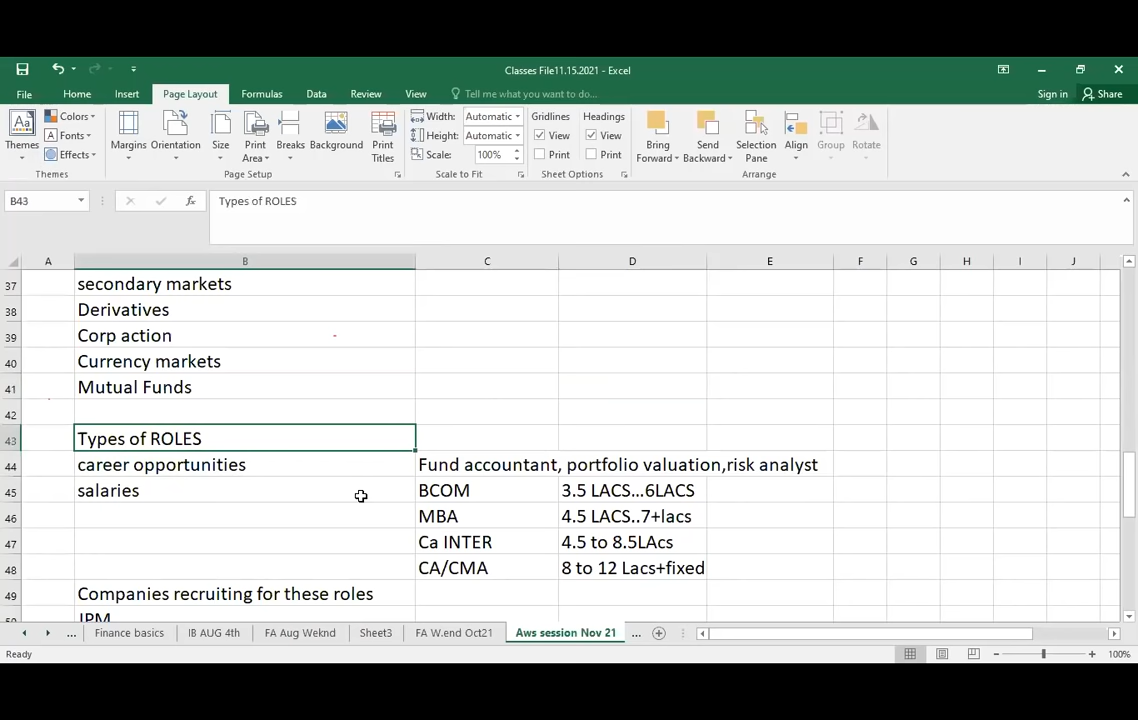 Classes File11.15.2021 - Excel
File Home Insert Page Layout Formulas Data Review View Tell me what you want to do... Sign in Share
Themes Colors Fonts Effects Themes
Margins Orientation Size Print Area Breaks Background Print Titles Page Setup
Width: Automatic Height: Automatic Scale: 100% Scale to Fit
Gridlines View Print Headings View Print Sheet Options
Bring Forward Send Backward Selection Pane Align Group Rotate Arrange
B43 fx Types of ROLES
A B C D E F G H I J
37 secondary markets
38 Derivatives
39 Corp action
40 Currency markets
41 Mutual Funds
42
43 Types of ROLES
44 career opportunities Fund accountant, portfolio valuation,risk analyst
45 salaries BCOM 3.5 LACS...6LACS
46 MBA 4.5 LACS..7+lacs
47 Ca INTER 4.5 to 8.5LAcs
48 CA/CMA 8 to 12 Lacs+fixed
49 Companies recruiting for these roles
50 JPM
... Finance basics IB AUG 4th FA Aug Weknd Sheet3 FA W.end Oct21 Aws session Nov 21 ...
Ready 100%